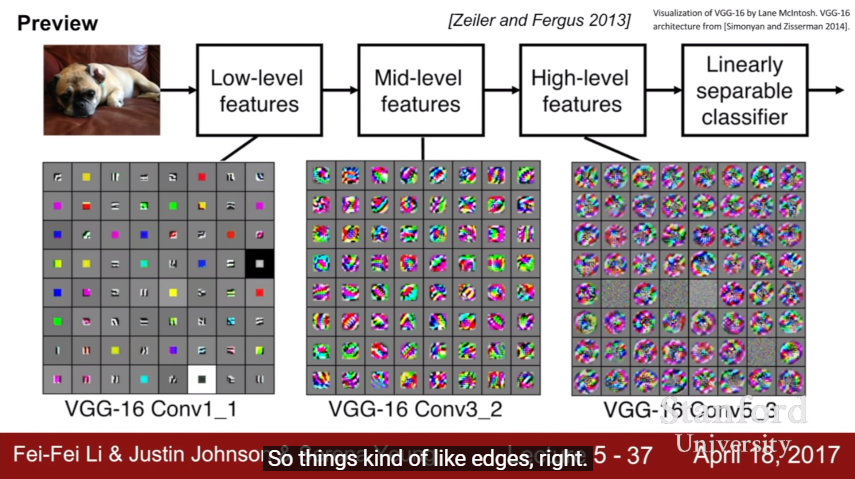 Preview
[Zeiler and Fergus 2013]
Visualization of VGG-16 by Lane McIntosh. VGG-16
architecture from [Simonyan and Zisserman 2014].
Low-level
features
Mid-level
features
High-level
features
Linearly
separable
classifier
VGG-16 Conv1_1
VGG-16 Conv3_2
VGG-16 Conv5_3
Stanford
University
Fei-Fei Li & Justin Johnson &
5 - 37
April 18, 2017
So things kind of like edges, right.